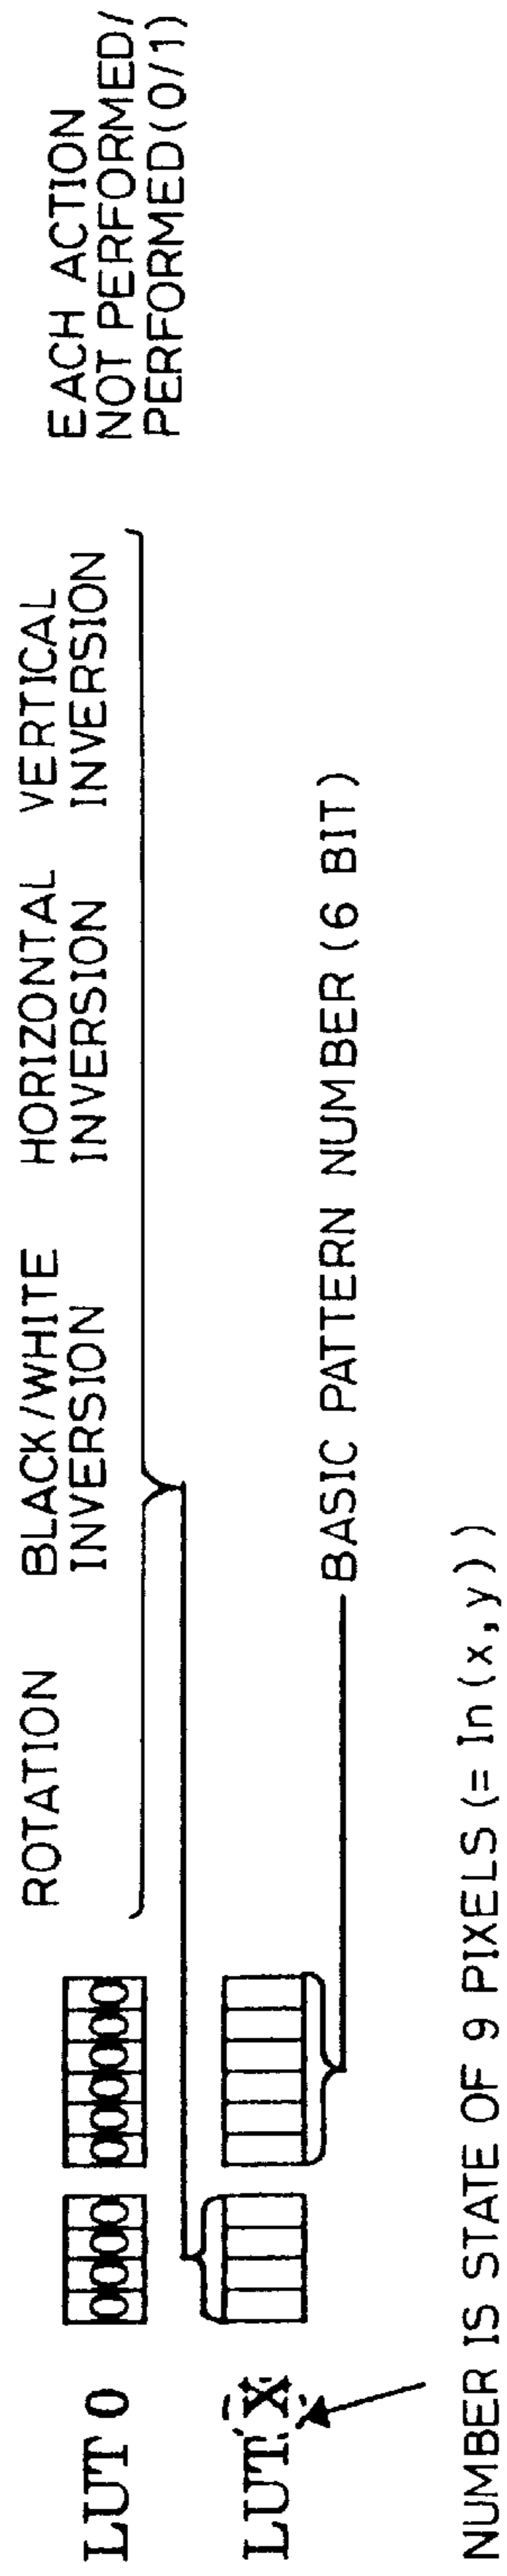 ROTATION
BLACK/WHITE
INVERSION
HORIZONTAL
INVERSION
VERTICAL
INVERSION
EACH ACTION
NOT PERFORMED/
PERFORMED(0/1)
LUT 0 0000 000000
LUT X
BASIC PATTERN NUMBER (6 BIT)
NUMBER IS STATE OF 9 PIXELS (= In (x,y))